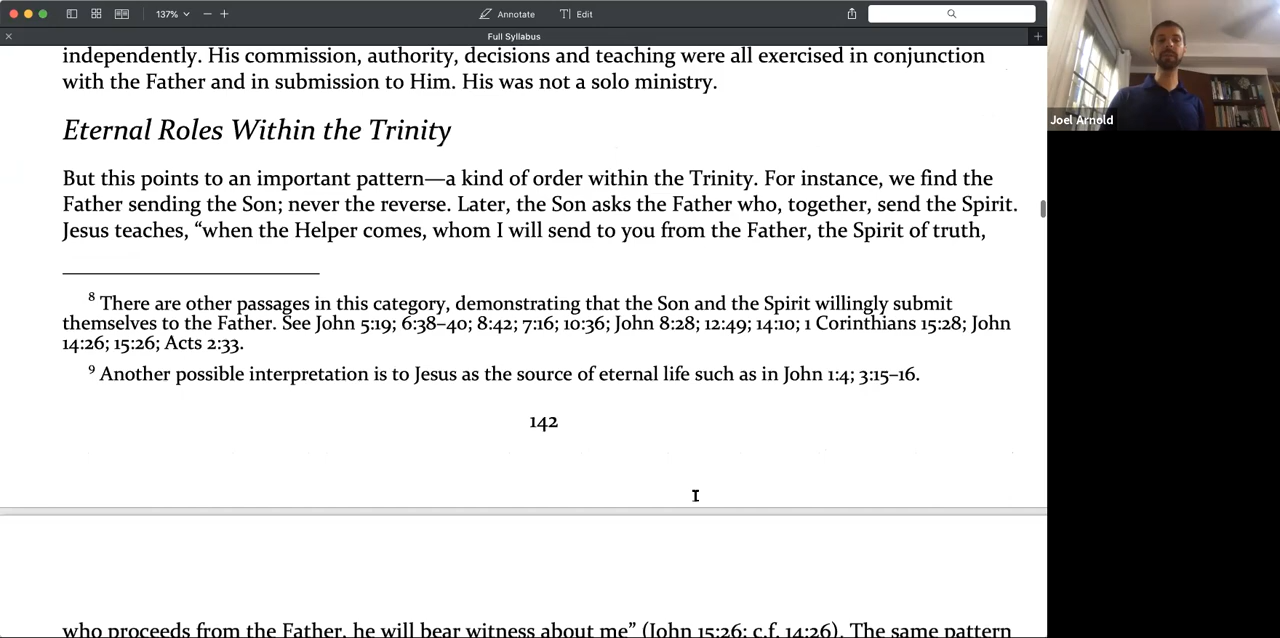 137%
Annotate
Edit
Full Syllabus
independently. His commission, authority, decisions and teaching were all exercised in conjunction
with the Father and in submission to Him. His was not a solo ministry.
Eternal Roles Within the Trinity
But this points to an important pattern—a kind of order within the Trinity. For instance, we find the
Father sending the Son; never the reverse. Later, the Son asks the Father who, together, send the Spirit.
Jesus teaches, “when the Helper comes, whom I will send to you from the Father, the Spirit of truth,
8 There are other passages in this category, demonstrating that the Son and the Spirit willingly submit
themselves to the Father. See John 5:19; 6:38–40; 8:42; 7:16; 10:36; John 8:28; 12:49; 14:10; 1 Corinthians 15:28; John
14:26; 15:26; Acts 2:33.
9 Another possible interpretation is to Jesus as the source of eternal life such as in John 1:4; 3:15–16.
142
who proceeds from the Father, he will bear witness about me” (John 15:26; c.f. 14:26). The same pattern
Joel Arnold